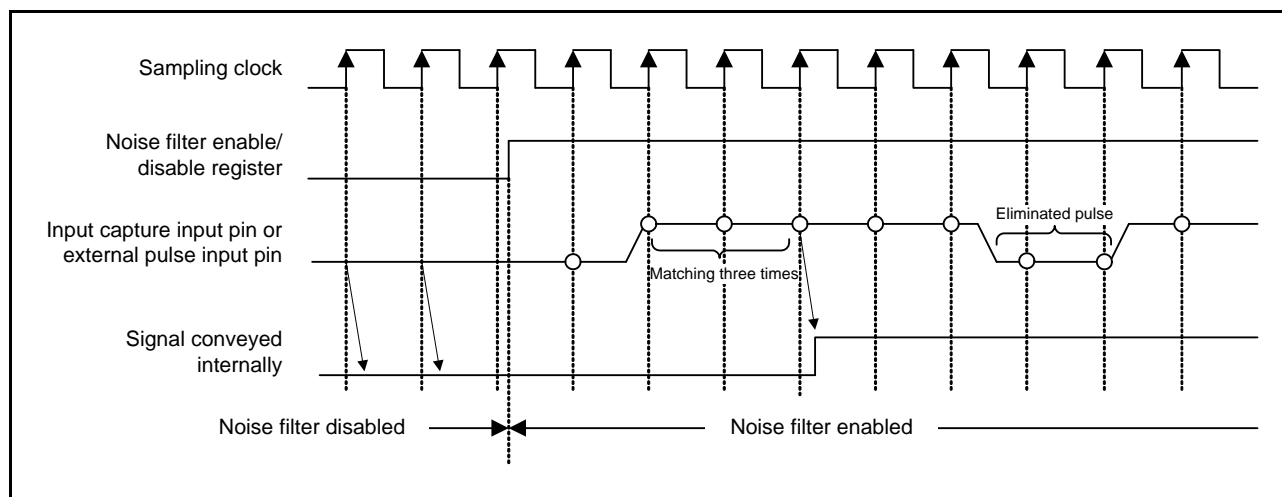 Sampling clock
Noise filter enable/
disable register
Input capture input pin or
external pulse input pin
Eliminated pulse
Matching three times
Signal conveyed
internally
Noise filter disabled
Noise filter enabled